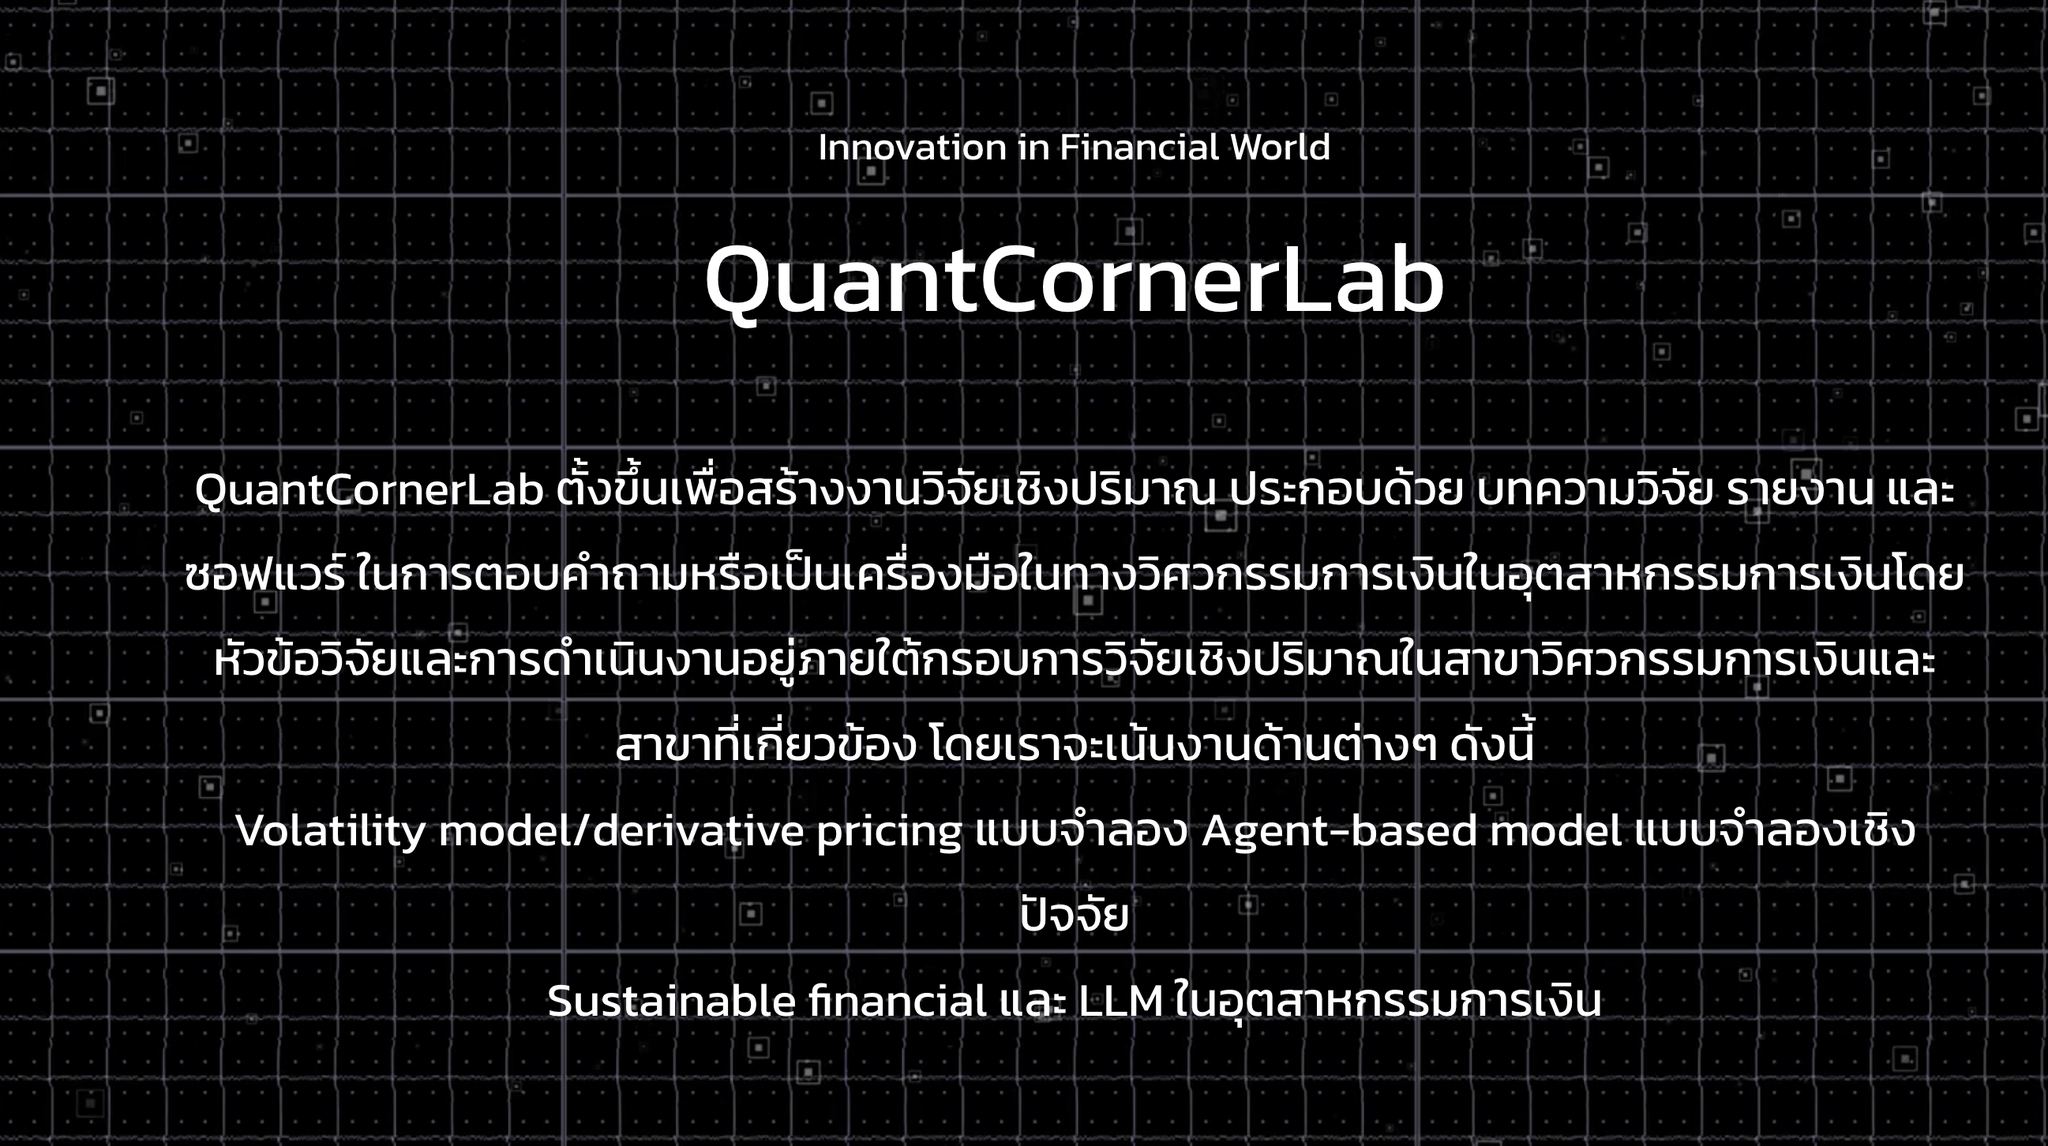 Innovation in Financial World
QuantCornerLab
QuantCornerLab ตั้งขึ้นเพื่อสร้างงานวิจัยเชิงปริมาณ ประกอบด้วย บทความวิจัย รายงาน และ
ซอฟแวร์ ในการตอบคำถามหรือเป็นเครื่องมือในทางวิศวกรรมการเงินในอุตสาหกรรมการเงินโดย
หัวข้อวิจัยและการดำเนินงานอยู่ภายใต้กรอบการวิจัยเชิงปริมาณในสาขาวิศวกรรมการเงินและ
สาขาที่เกี่ยวข้อง โดยเราจะเน้นงานด้านต่างๆ ดังนี้
Volatility model/derivative pricing แบบจำลอง Agent-based model แบบจำลองเชิง
ปัจจัย
Sustainable financial และ LLM ในอุตสาหกรรมการเงิน